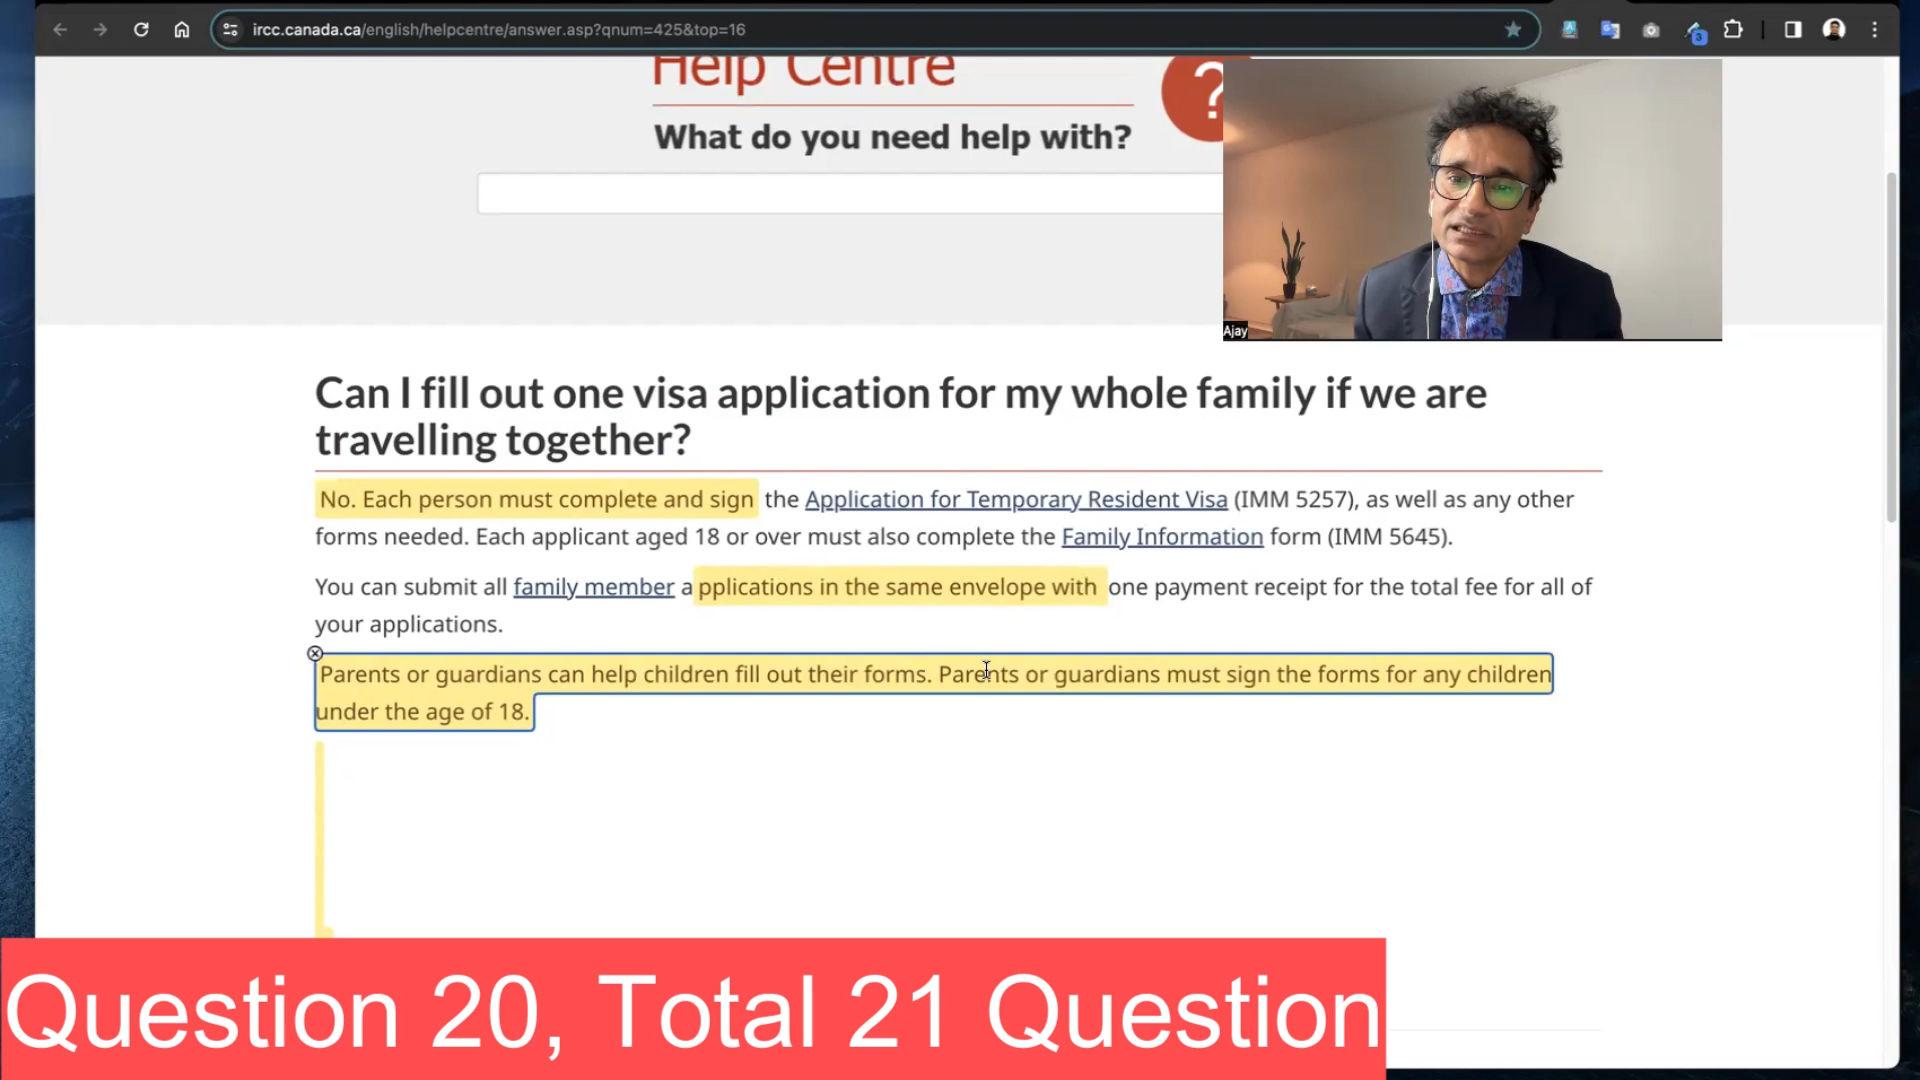 ircc.canada.ca/english/helpcentre/answer.asp?qnum=425&top=16
3
Help Centre
?
What do you need help with?
Ajay
Can I fill out one visa application for my whole family if we are
travelling together?
No. Each person must complete and sign the Application for Temporary Resident Visa (IMM 5257), as well as any other
forms needed. Each applicant aged 18 or over must also complete the Family Information form (IMM 5645).
You can submit all family member applications in the same envelope with one payment receipt for the total fee for all of
your applications.
Parents or guardians can help children fill out their forms. Parents or guardians must sign the forms for any children
under the age of 18.
Question 20, Total 21 Question